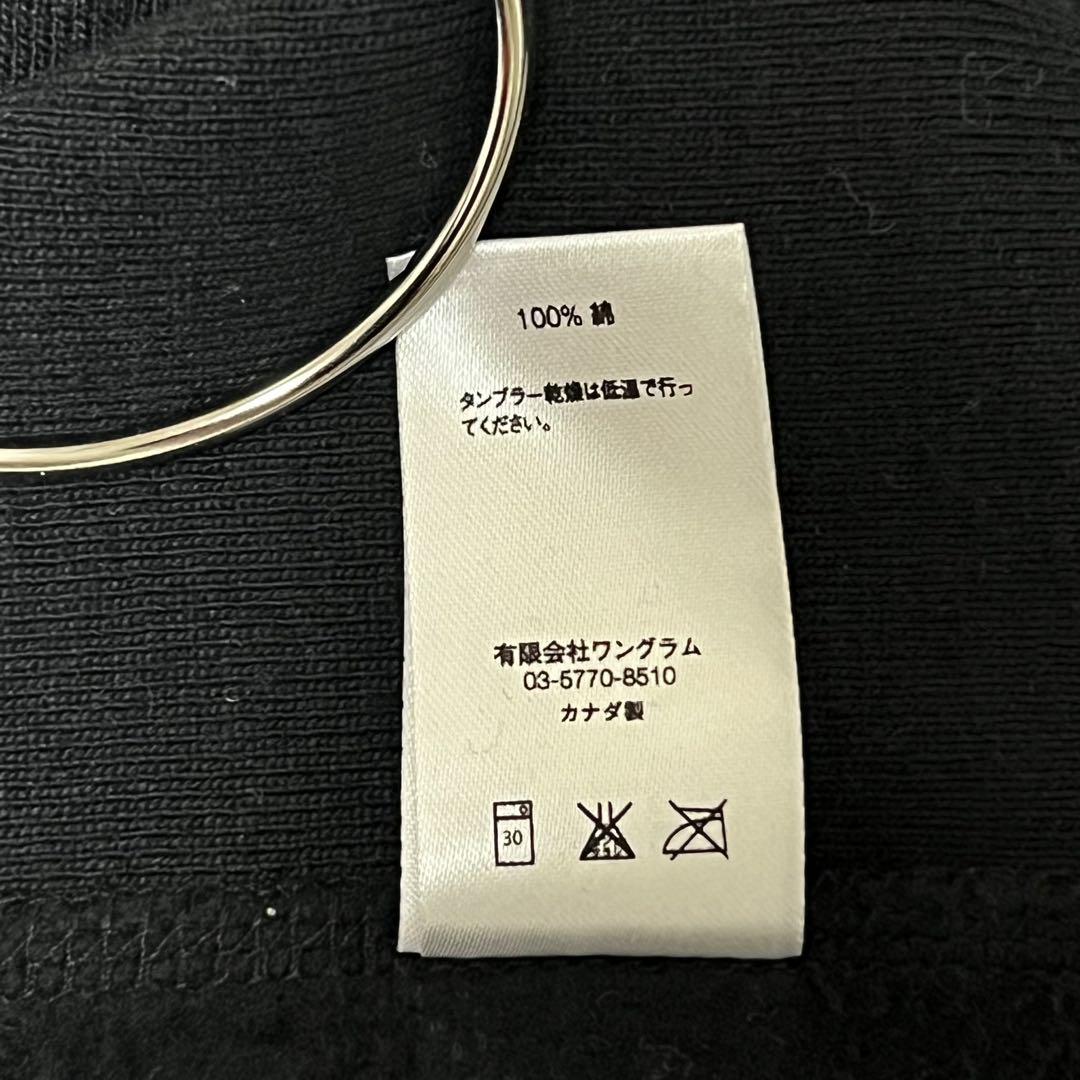 100% 綿
タンブラー乾燥は低温で行っ
てください。
有限会社ワングラム
03-5770-8510
カナダ製
30